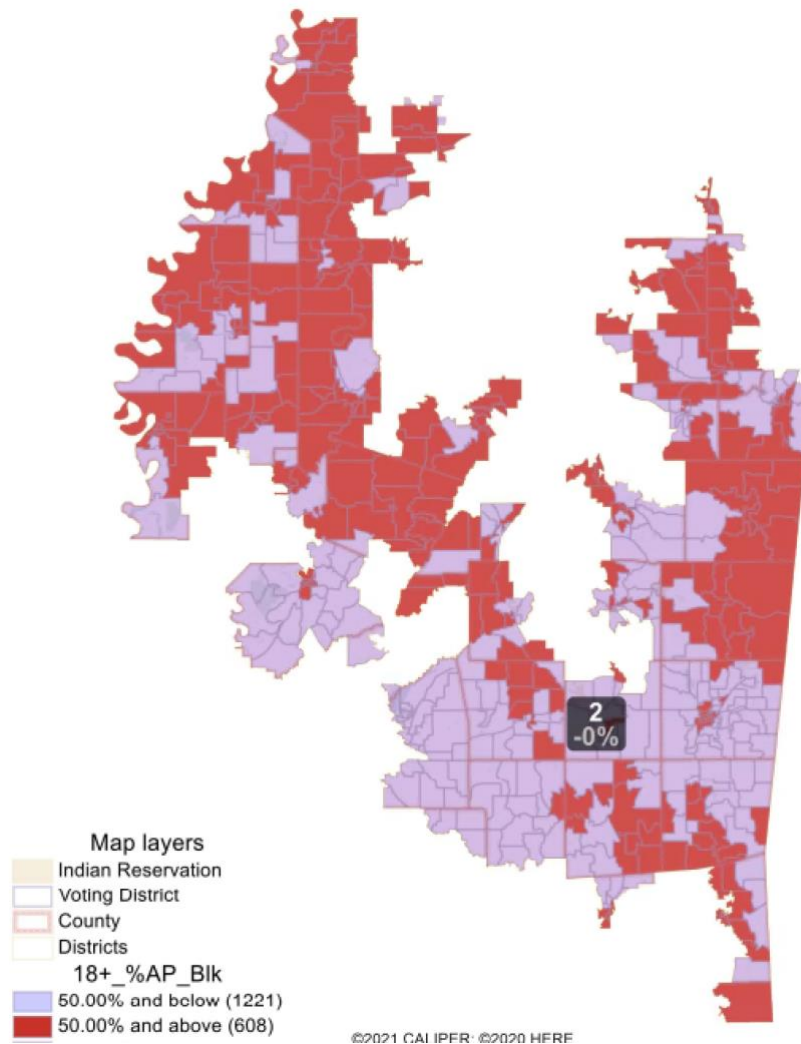 2
-0%
Map layers
Indian Reservation
Voting District
County
Districts
18+_%AP_Blk
50.00% and below (1221)
50.00% and above (608)
©2021 CALIPER; ©2020 HERE